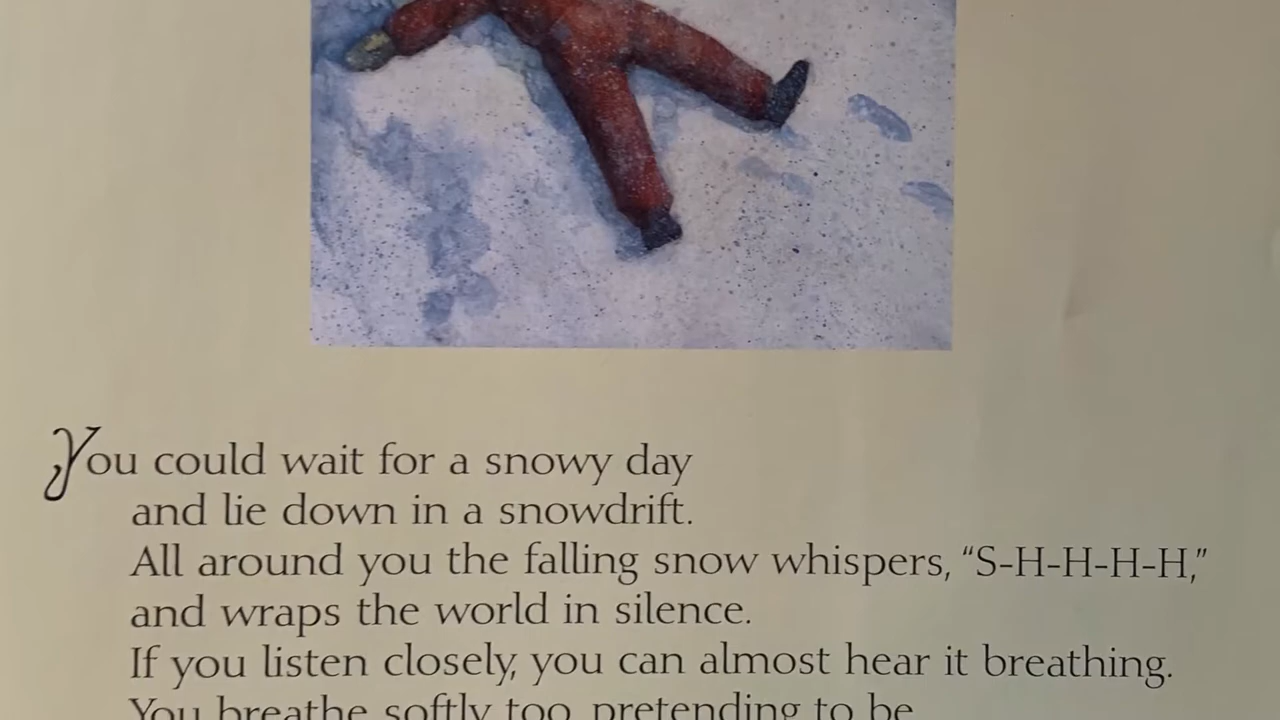 You could wait for a snowy day
and lie down in a snowdrift.
All around you the falling snow whispers, “S-H-H-H-H,”
and wraps the world in silence.
If you listen closely, you can almost hear it breathing.
You breathe softly too, pretending to be